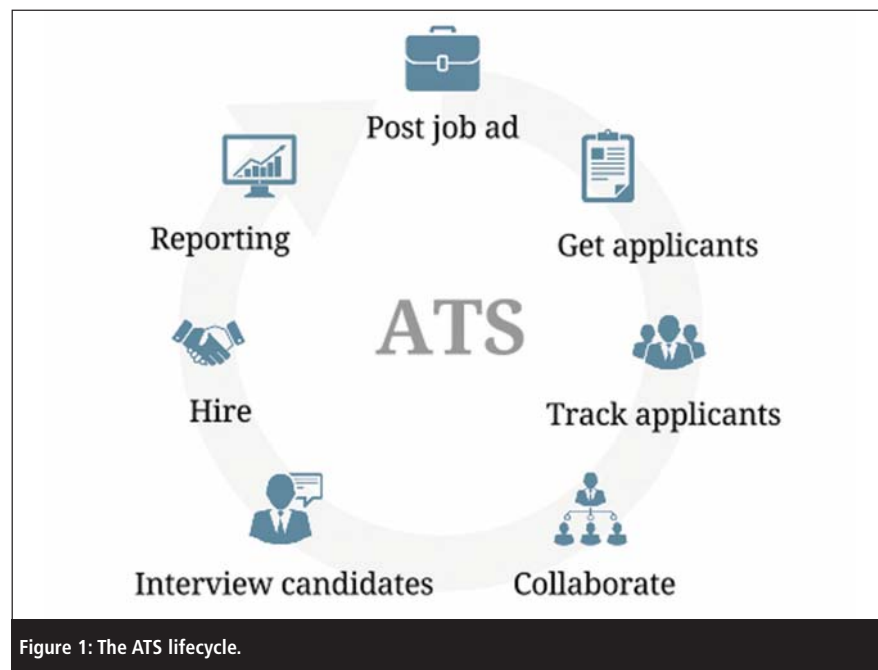 Post job ad
Get applicants
Track applicants
Collaborate
Interview candidates
Hire
Reporting
ATS
Figure 1: The ATS lifecycle.